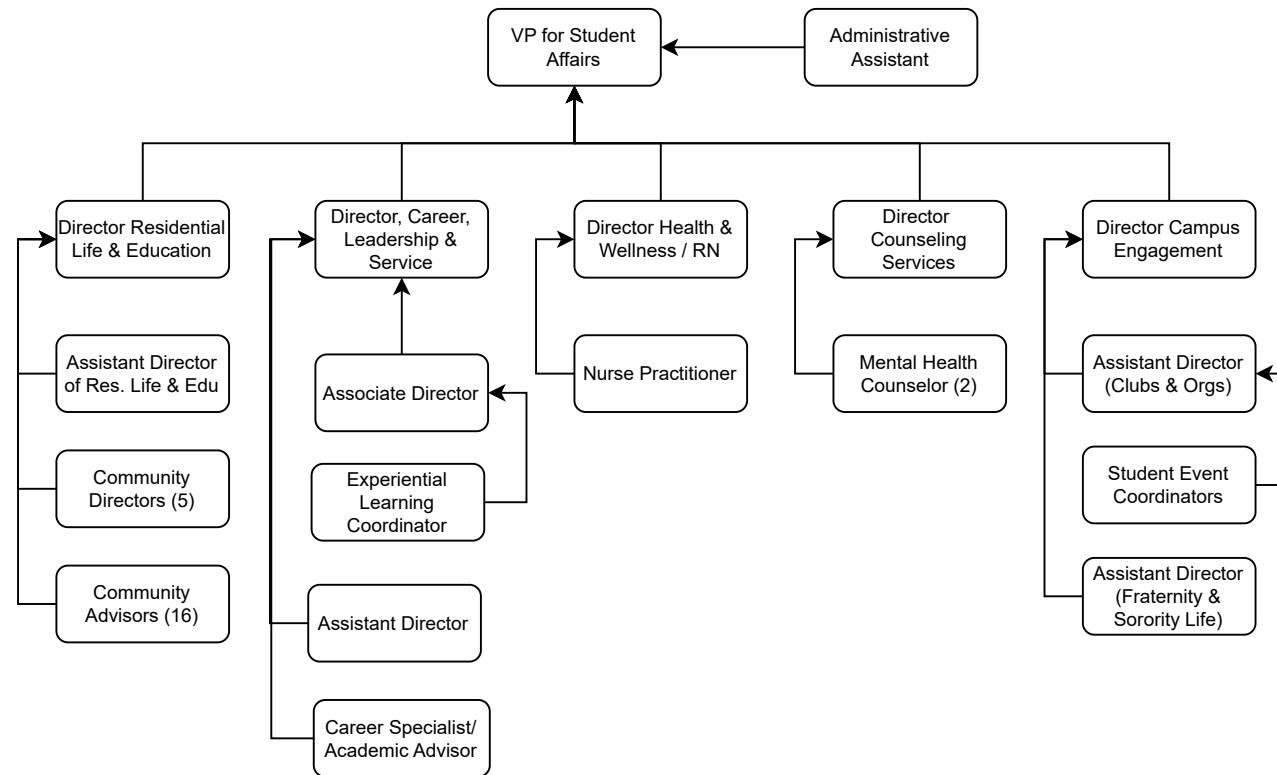 VP for Student
Affairs
Administrative
Assistant
Director Residential
Life & Education
Director, Career,
Leadership &
Service
Director Health &
Wellness / RN
Director
Counseling
Services
Director Campus
Engagement
Assistant Director
of Res. Life & Edu
Associate Director
Nurse Practitioner
Mental Health
Counselor (2)
Assistant Director
(Clubs & Orgs)
Community
Directors (5)
Experiential
Learning
Coordinator
Student Event
Coordinators
Community
Advisors (16)
Assistant Director
Assistant Director
(Fraternity &
Sorority Life)
Career Specialist/
Academic Advisor